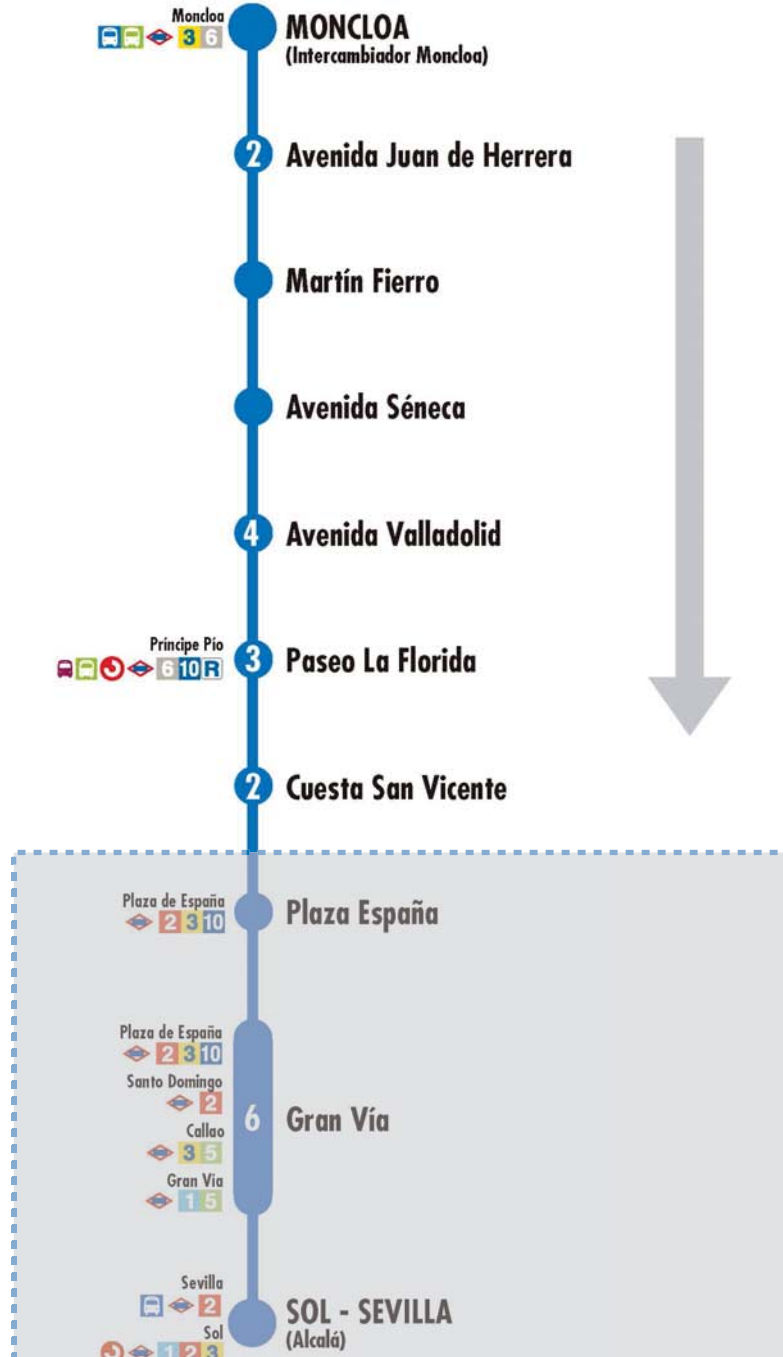 Moncloa
3 6
MONCLOA
(Intercambiador Moncloa)
2 Avenida Juan de Herrera
Martín Fierro
Avenida Séneca
4 Avenida Valladolid
Príncipe Pío
6 10 R
3 Paseo La Florida
2 Cuesta San Vicente
Plaza de España
2 3 10
Plaza España
Plaza de España
2 3 10
Santo Domingo
2
Callao
3 5
Gran Vía
1 5
6 Gran Vía
Sevilla
2
Sol
1 2 3
SOL - SEVILLA
(Alcalá)